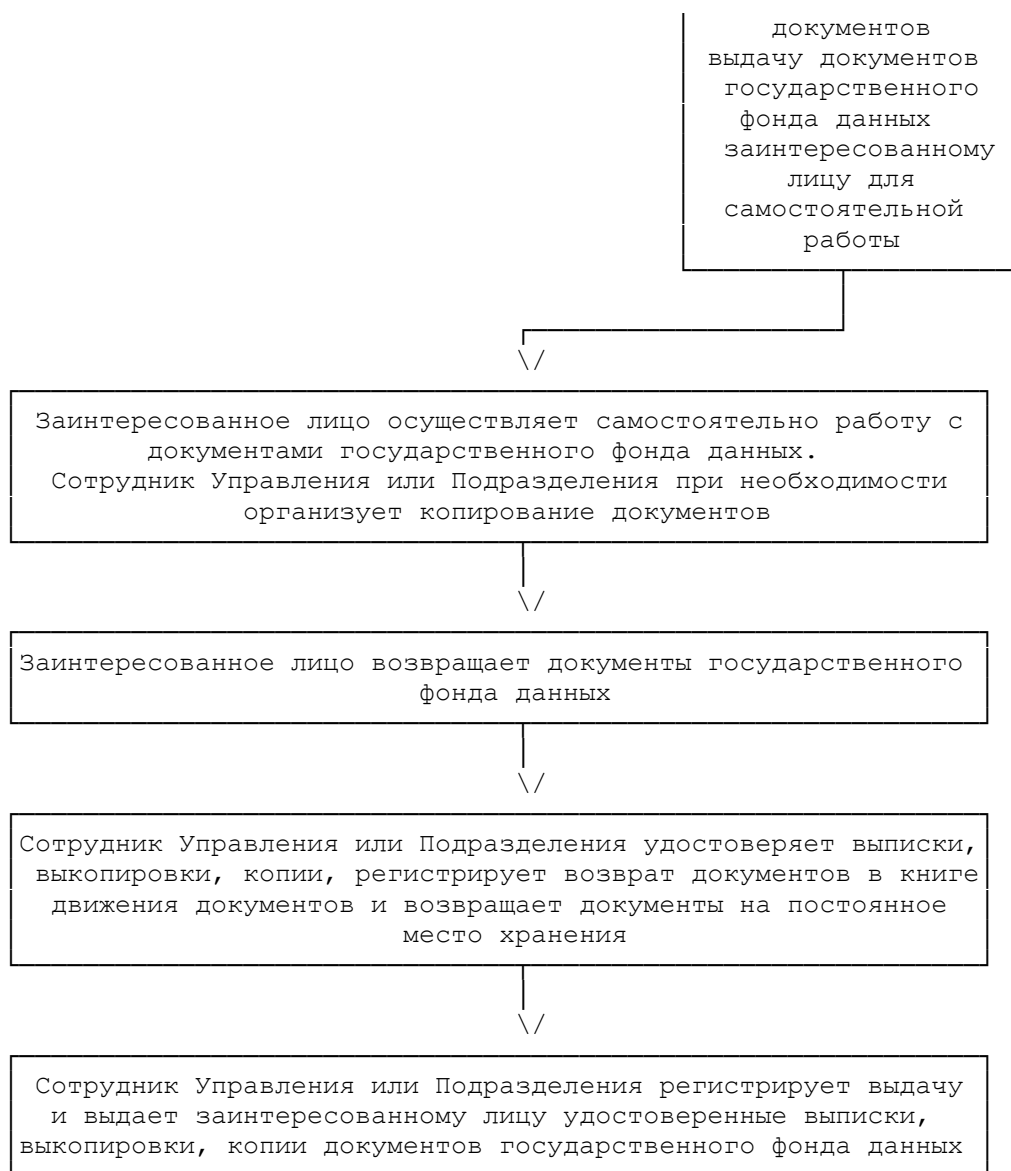 документов
выдачу документов
государственного
фонда данных
заинтересованному
лицу для
самостоятельной
работы
\/
Заинтересованное лицо осуществляет самостоятельно работу с
документами государственного фонда данных.
Сотрудник Управления или Подразделения при необходимости
организует копирование документов
\/
Заинтересованное лицо возвращает документы государственного
фонда данных
\/
Сотрудник Управления или Подразделения удостоверяет выписки,
выкопировки, копии, регистрирует возврат документов в книге
движения документов и возвращает документы на постоянное
место хранения
\/
Сотрудник Управления или Подразделения регистрирует выдачу
и выдает заинтересованному лицу удостоверенные выписки,
выкопировки, копии документов государственного фонда данных